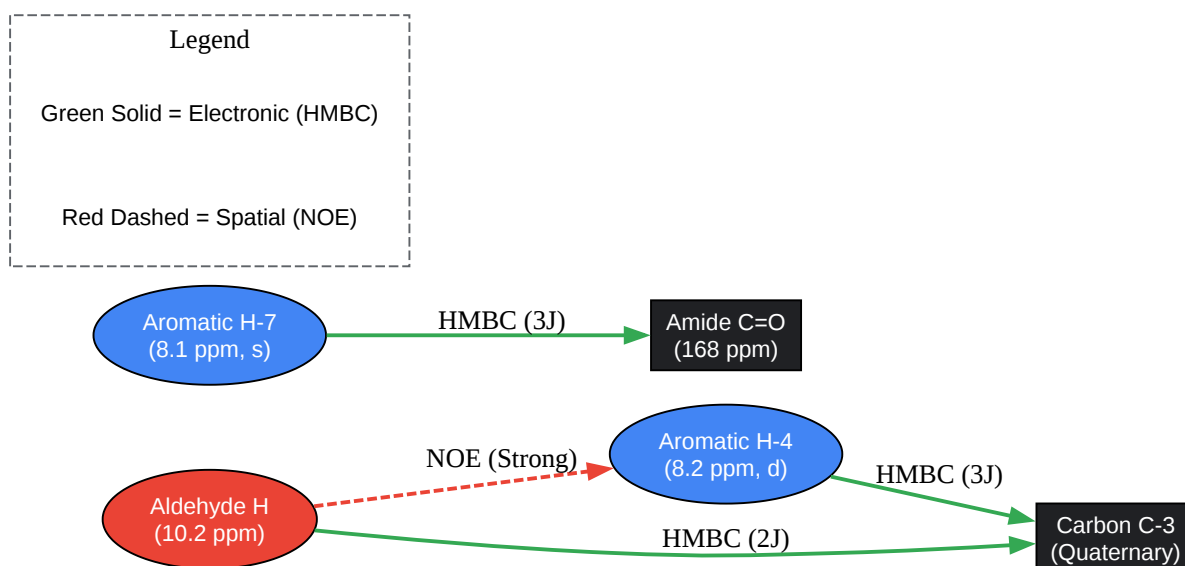 Legend
Green Solid = Electronic (HMBC)
Red Dashed = Spatial (NOE)
Aromatic H-7
(8.1 ppm, s)
HMBC (3J)
Amide C=O
(168 ppm)
Aldehyde H
(10.2 ppm)
NOE (Strong)
Aromatic H-4
(8.2 ppm, d)
HMBC (3J)
HMBC (2J)
Carbon C-3
(Quaternary)